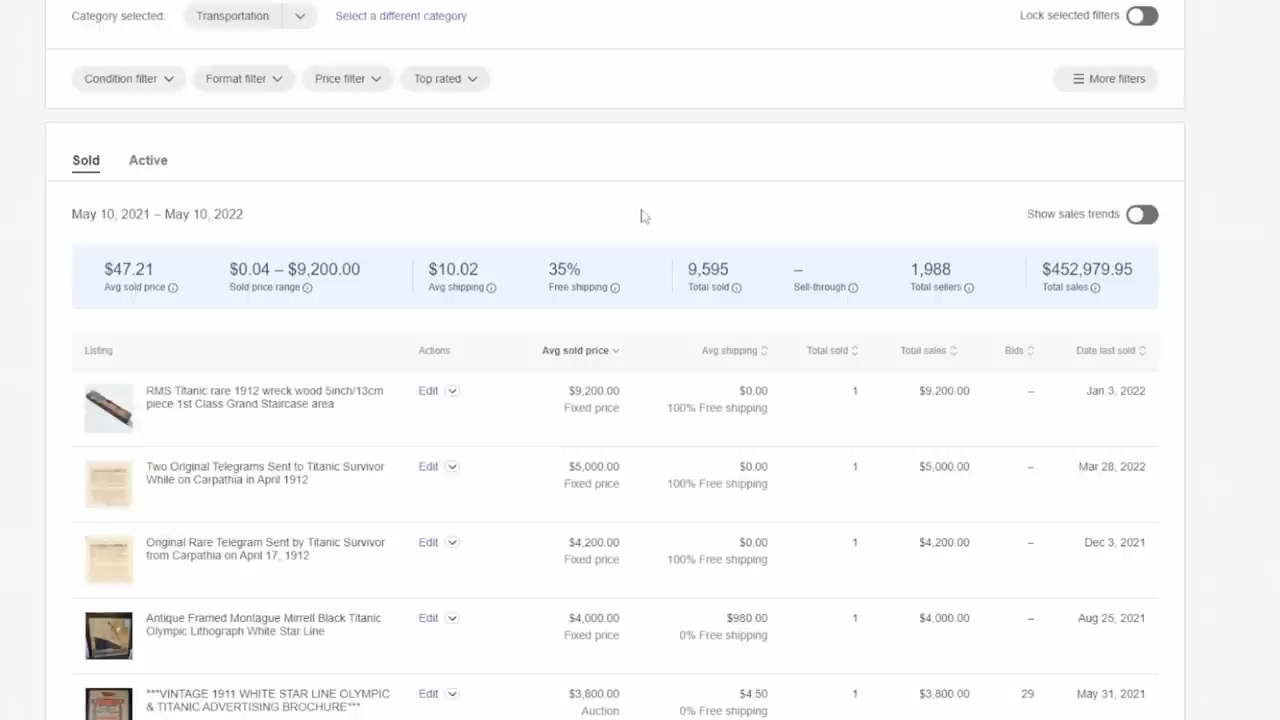 Category selected: Transportation Select a different category Lock selected filters
Condition filter Format filter Price filter Top rated More filters
Sold Active
May 10, 2021 – May 10, 2022 Show sales trends
$47.21 $0.04 – $9,200.00 $10.02 35% 9,595 – 1,988 $452,979.95
Avg sold price Sold price range Avg shipping Free shipping Total sold Sell-through Total sellers Total sales
Listing Actions Avg sold price Avg shipping Total sold Total sales Bids Date last sold
RMS Titanic rare 1912 wreck wood 5inch/13cm Edit $9,200.00 $0.00 1 $9,200.00 – Jan 3, 2022
piece 1st Class Grand Staircase area Fixed price 100% Free shipping
Two Original Telegrams Sent to Titanic Survivor Edit $5,000.00 $0.00 1 $5,000.00 – Mar 28, 2022
While on Carpathia in April 1912 Fixed price 100% Free shipping
Original Rare Telegram Sent by Titanic Survivor Edit $4,200.00 $0.00 1 $4,200.00 – Dec 3, 2021
from Carpathia on April 17, 1912 Fixed price 100% Free shipping
Antique Framed Montague Mirrell Black Titanic Edit $4,000.00 $980.00 1 $4,000.00 – Aug 25, 2021
Olympic Lithograph White Star Line Fixed price 0% Free shipping
***VINTAGE 1911 WHITE STAR LINE OLYMPIC Edit $3,800.00 $4.50 1 $3,800.00 29 May 31, 2021
& TITANIC ADVERTISING BROCHURE*** Auction 0% Free shipping